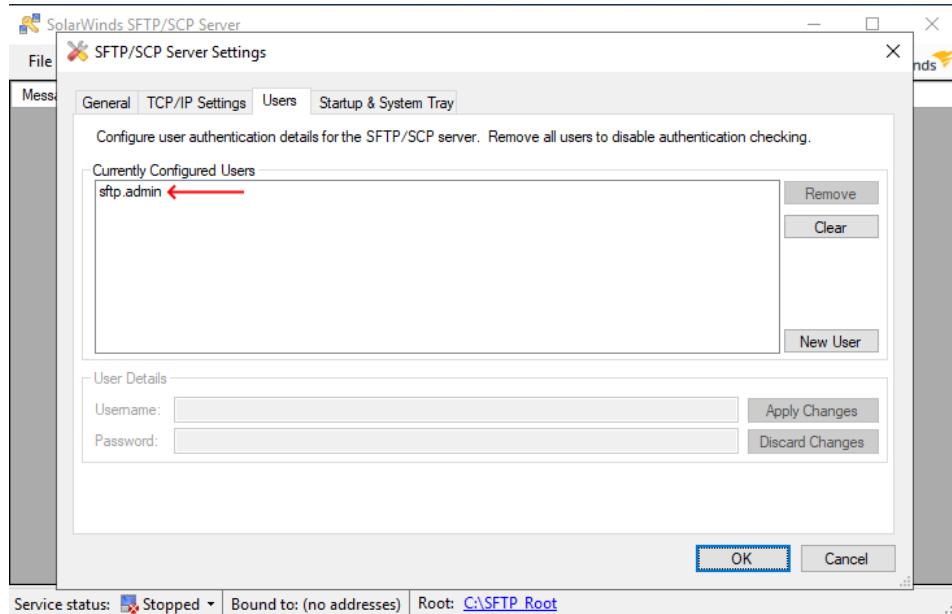 SolarWinds SFTP/SCP Server
File
SFTP/SCP Server Settings
nds
Messa
General TCP/IP Settings Users Startup & System Tray
Configure user authentication details for the SFTP/SCP server. Remove all users to disable authentication checking.
Currently Configured Users
sftp.admin
Remove
Clear
New User
User Details
Username:
Apply Changes
Password:
Discard Changes
OK Cancel
Service status: Stopped Bound to: (no addresses) Root: C:\SFTP_Root